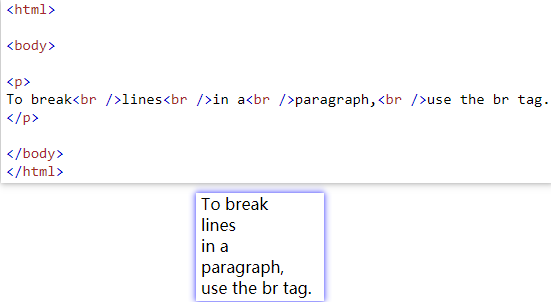 <html>
<body>
<p>
To break<br />lines<br />in a<br />paragraph,<br />use the br tag.
</p>
</body>
</html>
To break
lines
in a
paragraph,
use the br tag.